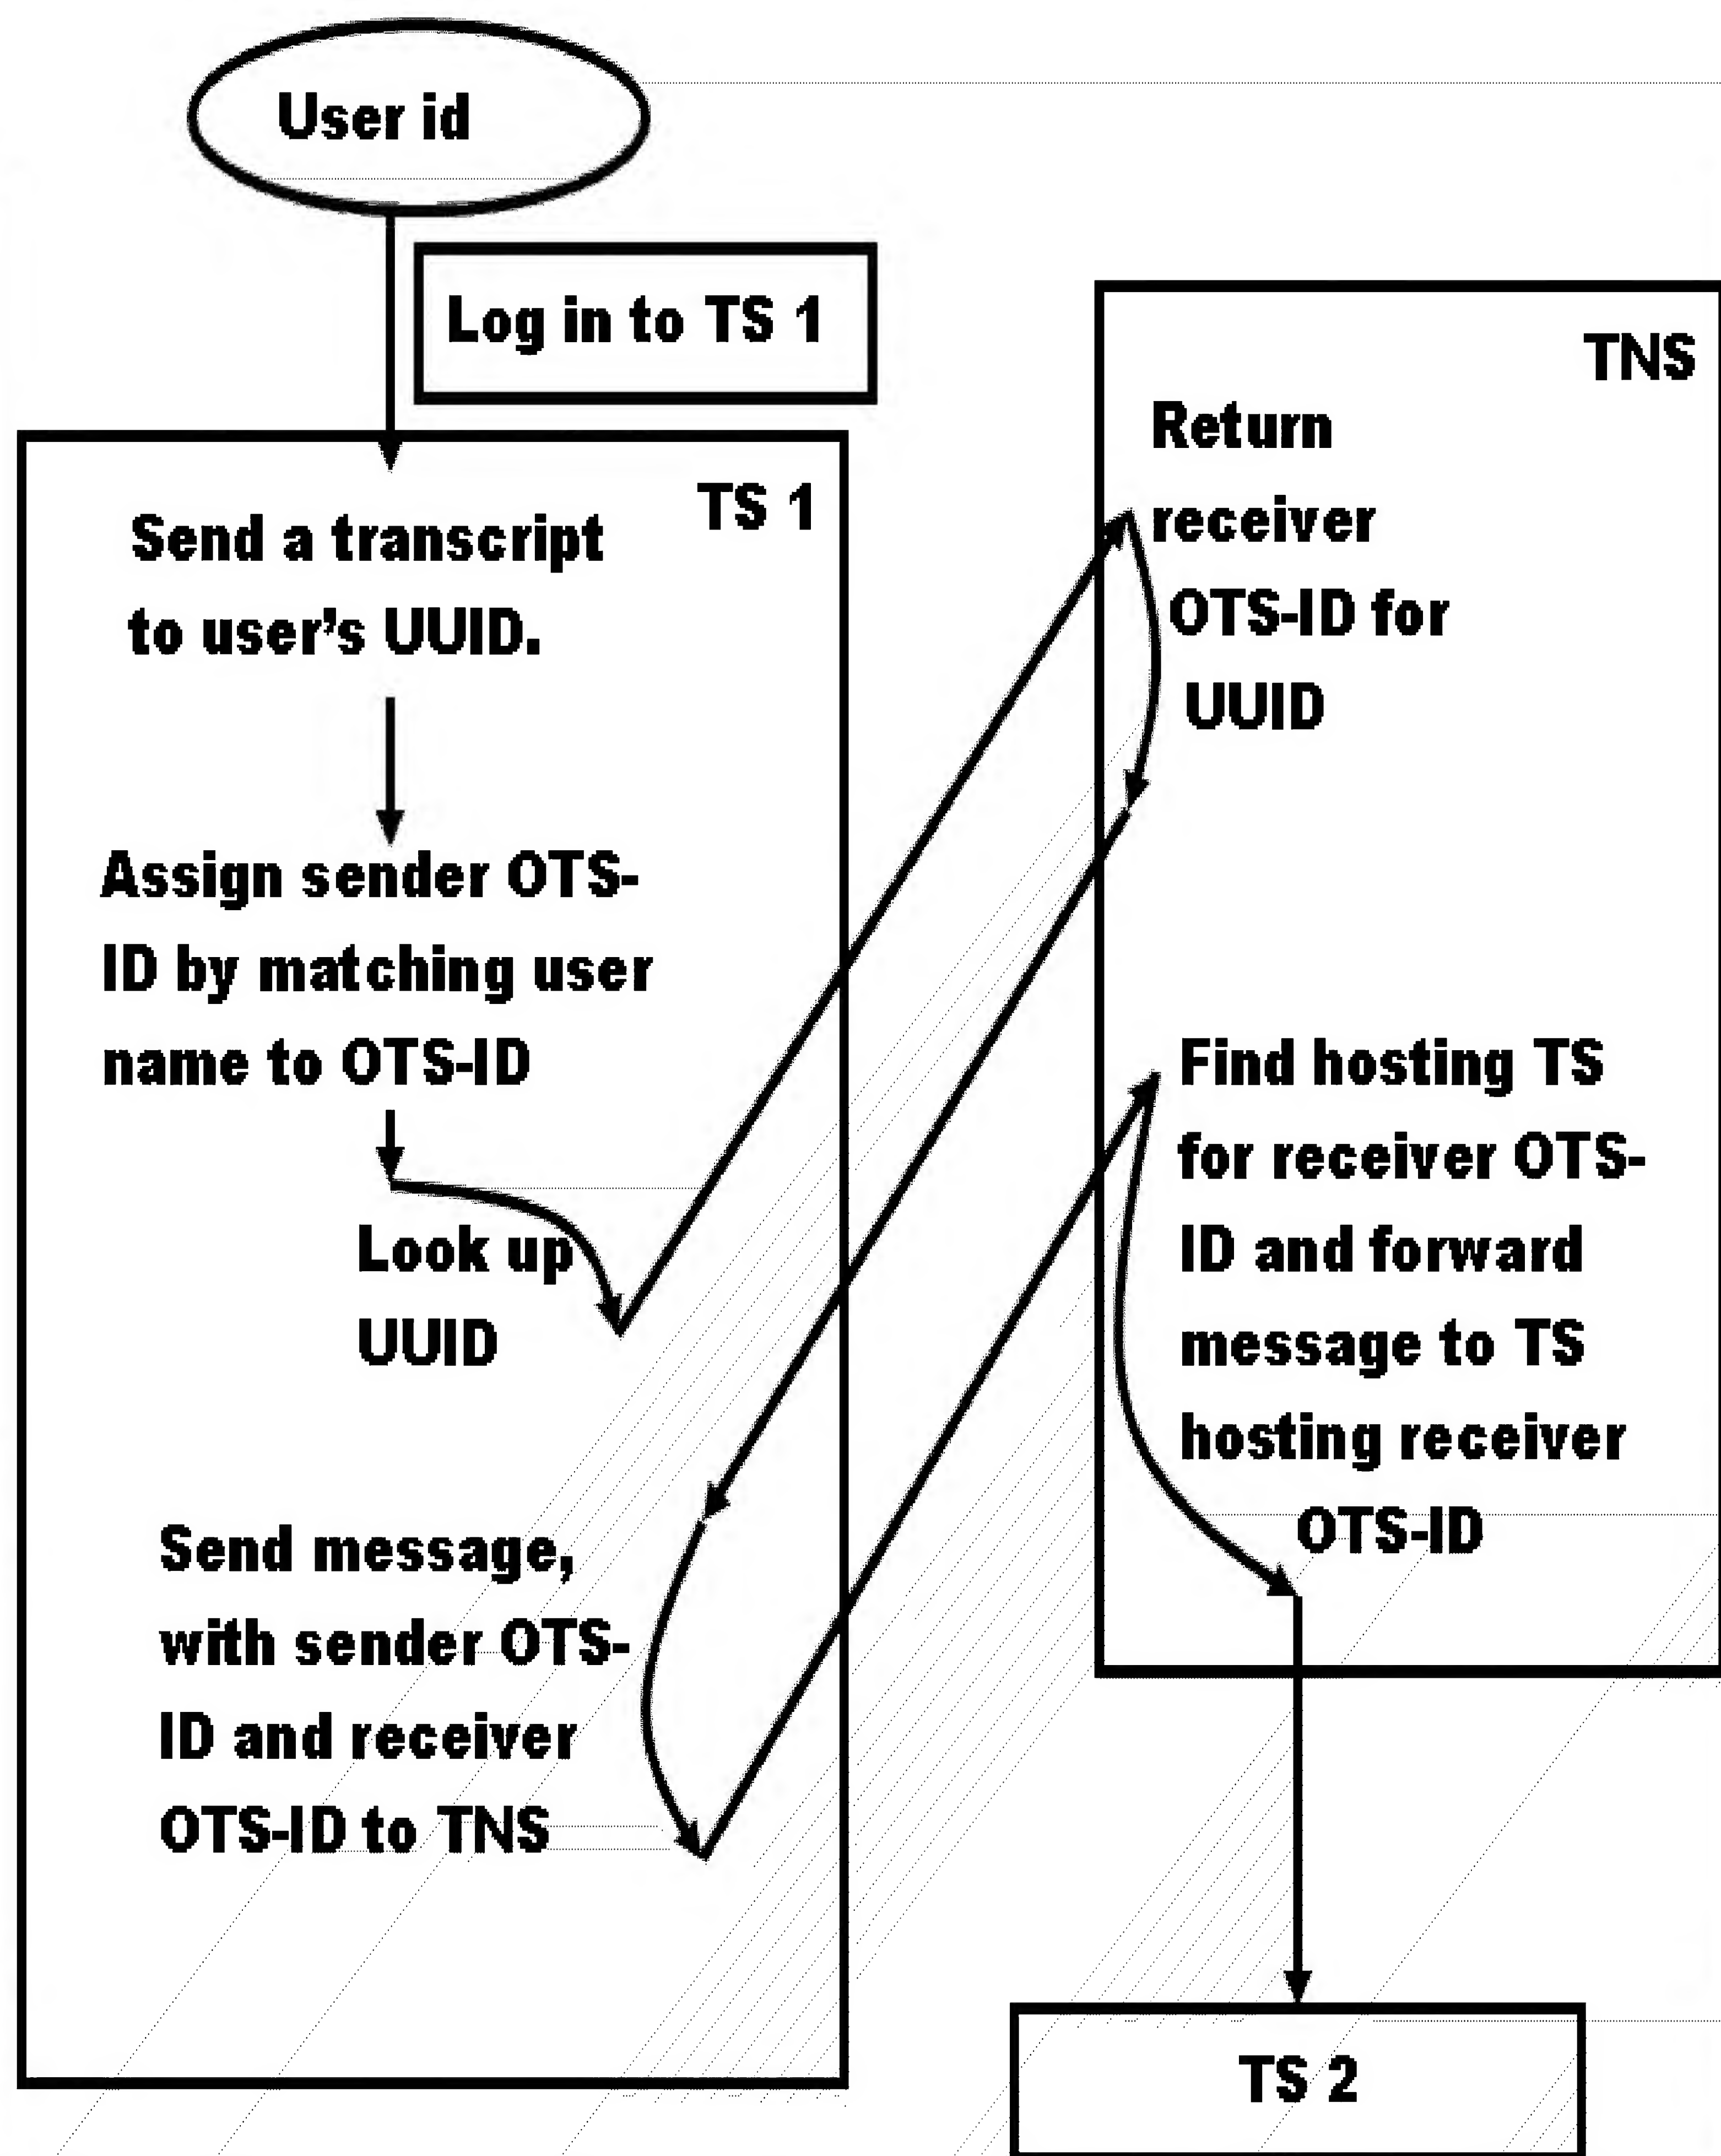 User id
Log in to TS 1
TS 1
Send a transcript
to user's UUID.
Assign sender OTS-
ID by matching user
name to OTS-ID
Look up
UUID
Send message,
with sender OTS-
ID and receiver
OTS-ID to TNS
TNS
Return
receiver
OTS-ID for
UUID
Find hosting TS
for receiver OTS-
ID and forward
message to TS
hosting receiver
OTS-ID
TS 2